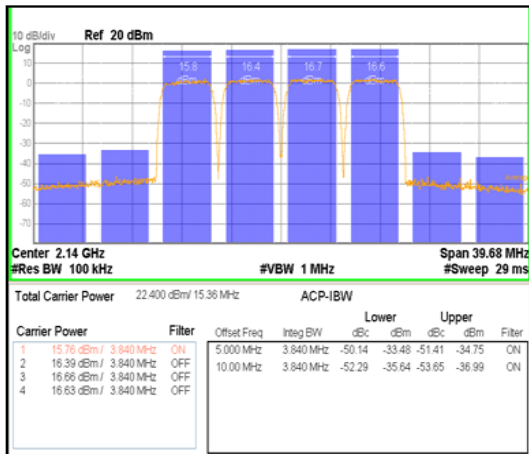 10 dB/div Ref 20 dBm
Log
10
0
-10
-20
-30
-40
-50
-60
-70
15.8 dBm
16.4 dBm
16.7 dBm
16.6 dBm
Center 2.14 GHz Span 39.68 MHz
#Res BW 100 kHz #VBW 1 MHz #Sweep 29 ms
Total Carrier Power 22.400 dBm/ 15.36 MHz ACP-IBW
Lower Upper
Carrier Power Filter Offset Freq Integ BW dBc dBm dBc dBm Filter
1 15.76 dBm / 3.840 MHz ON 5.000 MHz 3.840 MHz -50.14 -33.48 -51.41 -34.75 ON
2 16.39 dBm / 3.840 MHz OFF 10.00 MHz 3.840 MHz -52.29 -35.64 -53.65 -36.99 ON
3 16.66 dBm / 3.840 MHz OFF
4 16.63 dBm / 3.840 MHz OFF